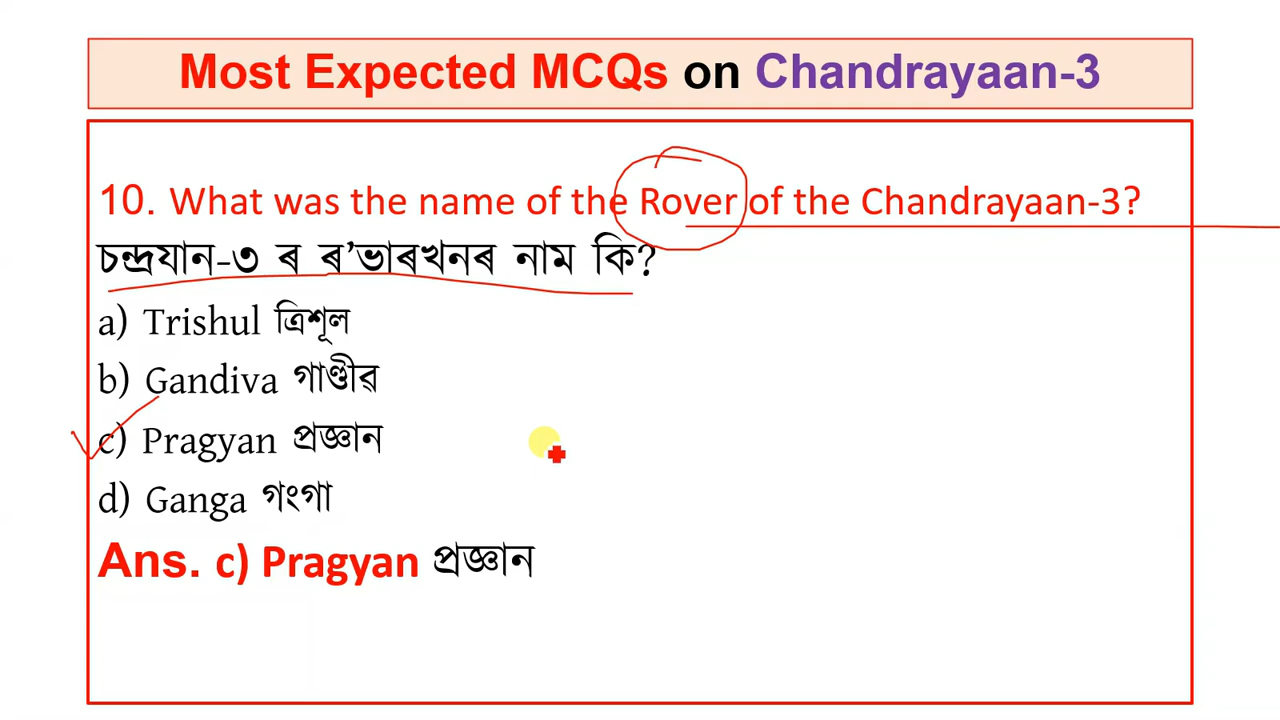 Most Expected MCQs on Chandrayaan-3
10. What was the name of the Rover of the Chandrayaan-3?
চন্দ্ৰযান-৩ ৰ ৰ’ভাৰখনৰ নাম কি?
a) Trishul ত্ৰিশূল
b) Gandiva গাণ্ডীৱ
c) Pragyan প্ৰজ্ঞান
d) Ganga গংগা
Ans. c) Pragyan প্ৰজ্ঞান